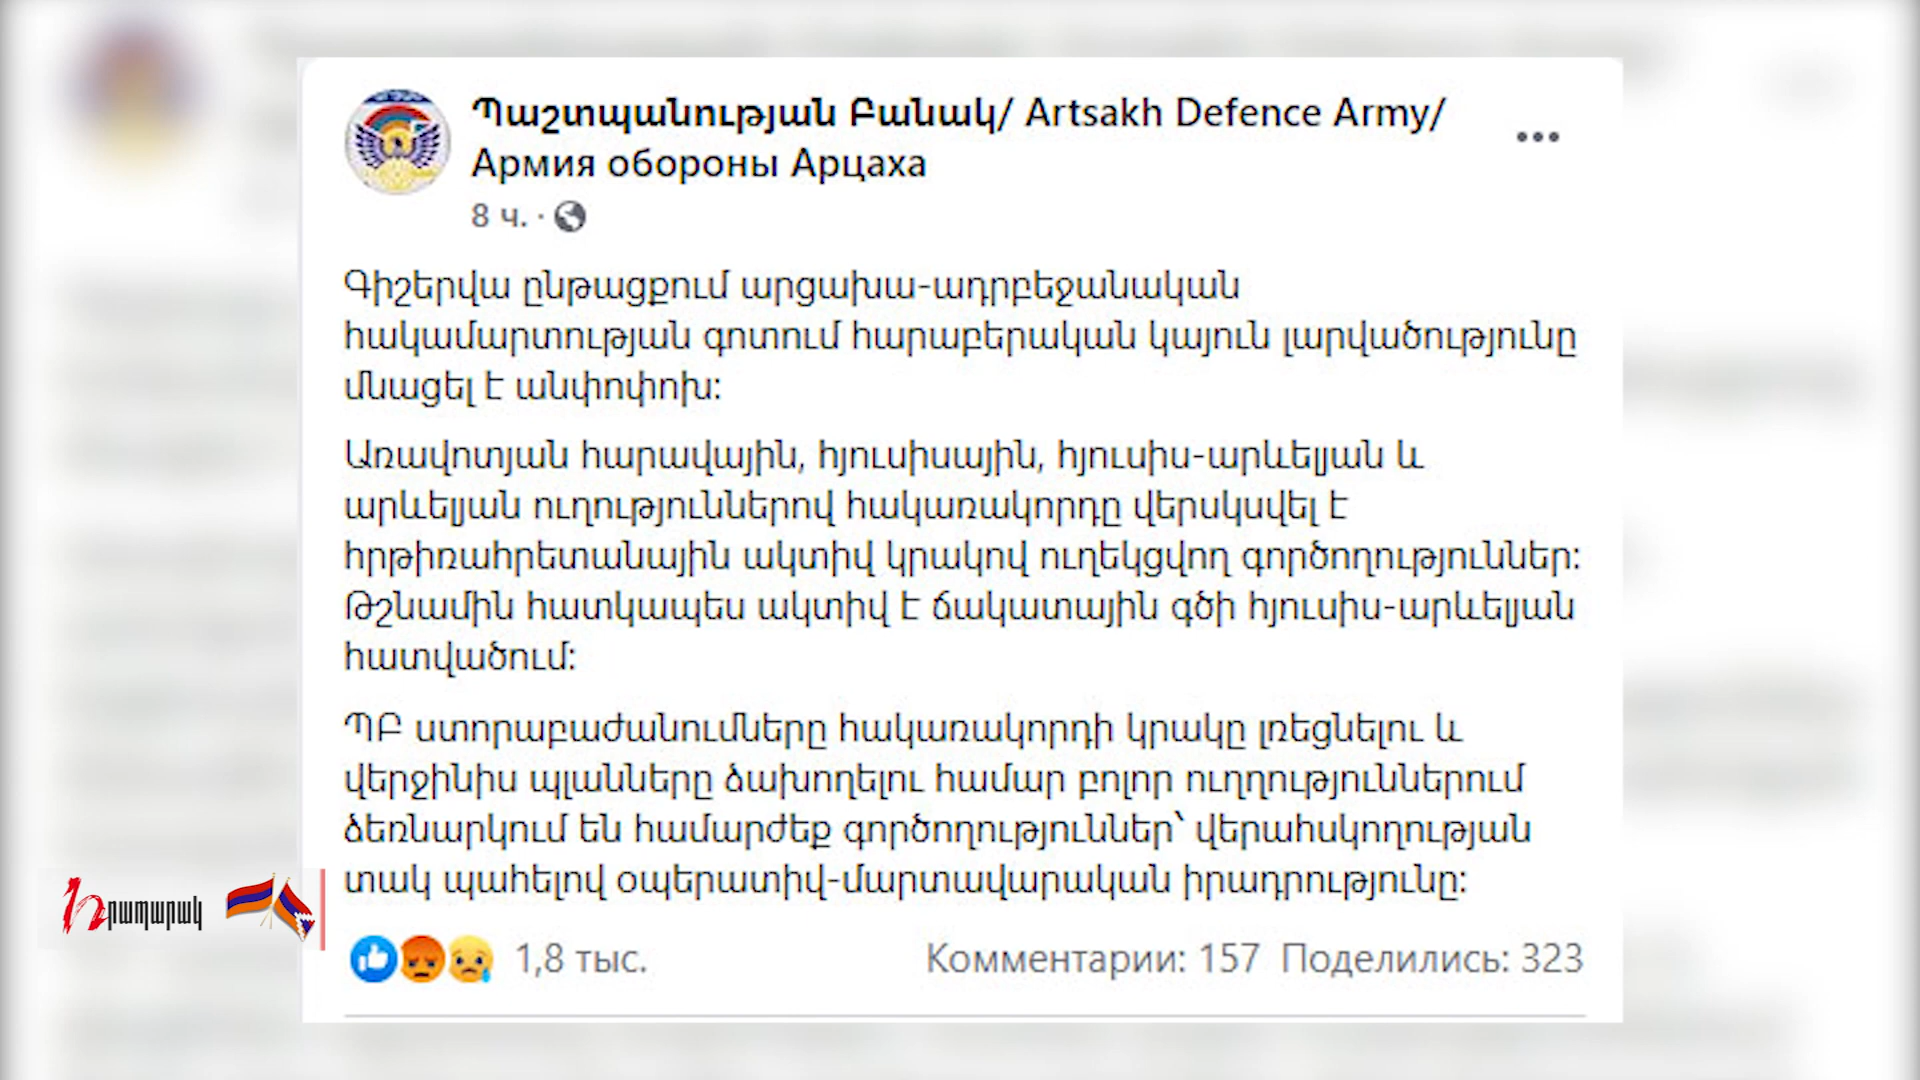 Պաշտպանության Բանակ/ Artsakh Defence Army/
Армия обороны Арцаха
8 ч. ·
Գիշերվա ընթացքում արցախա-ադրբեջանական
հակամարտության գոտում հարաբերական կայուն լարվածությունը
մնացել է անփոփոխ:
Առավոտյան հարավային, հյուսիսային, հյուսիս-արևելյան և
արևելյան ուղություններով հակառակորդը վերսկսվել է
հրթիռահրետանային ակտիվ կրակով ուղեկցվող գործողություններ:
Թշնամին հատկապես ակտիվ է ճակատային գծի հյուսիս-արևելյան
հատվածում:
ՊԲ ստորաբաժանումները հակառակորդի կրակը լռեցնելու և
վերջինիս պլանները ձախողելու համար բոլոր ուղղություններում
ձեռնարկում են համարժեք գործողություններ՝ վերահսկողության
տակ պահելով օպերատիվ-մարտավարական իրադրությունը:
Հրապարակ
1,8 тыс.
Комментарии: 157 Поделились: 323